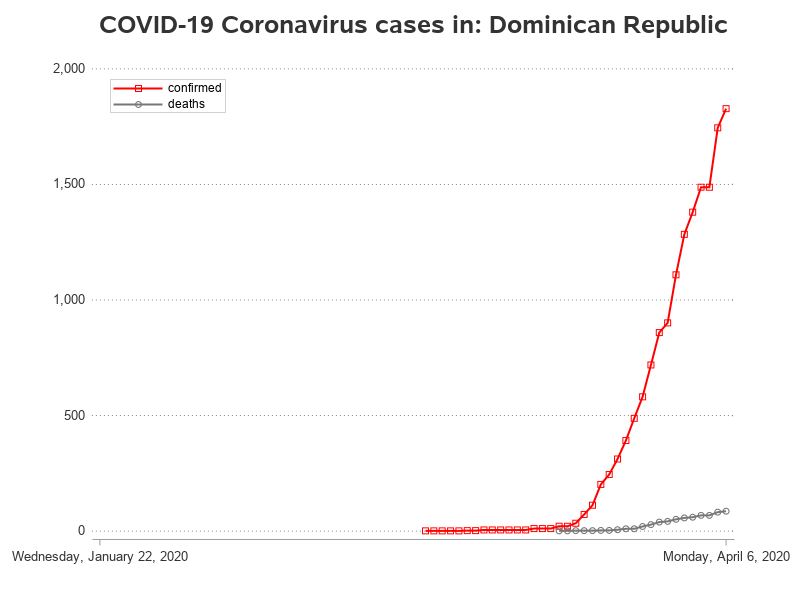 COVID-19 Coronavirus cases in: Dominican Republic
2,000
confirmed
deaths
1,500
1,000
500
0
Wednesday, January 22, 2020
Monday, April 6, 2020